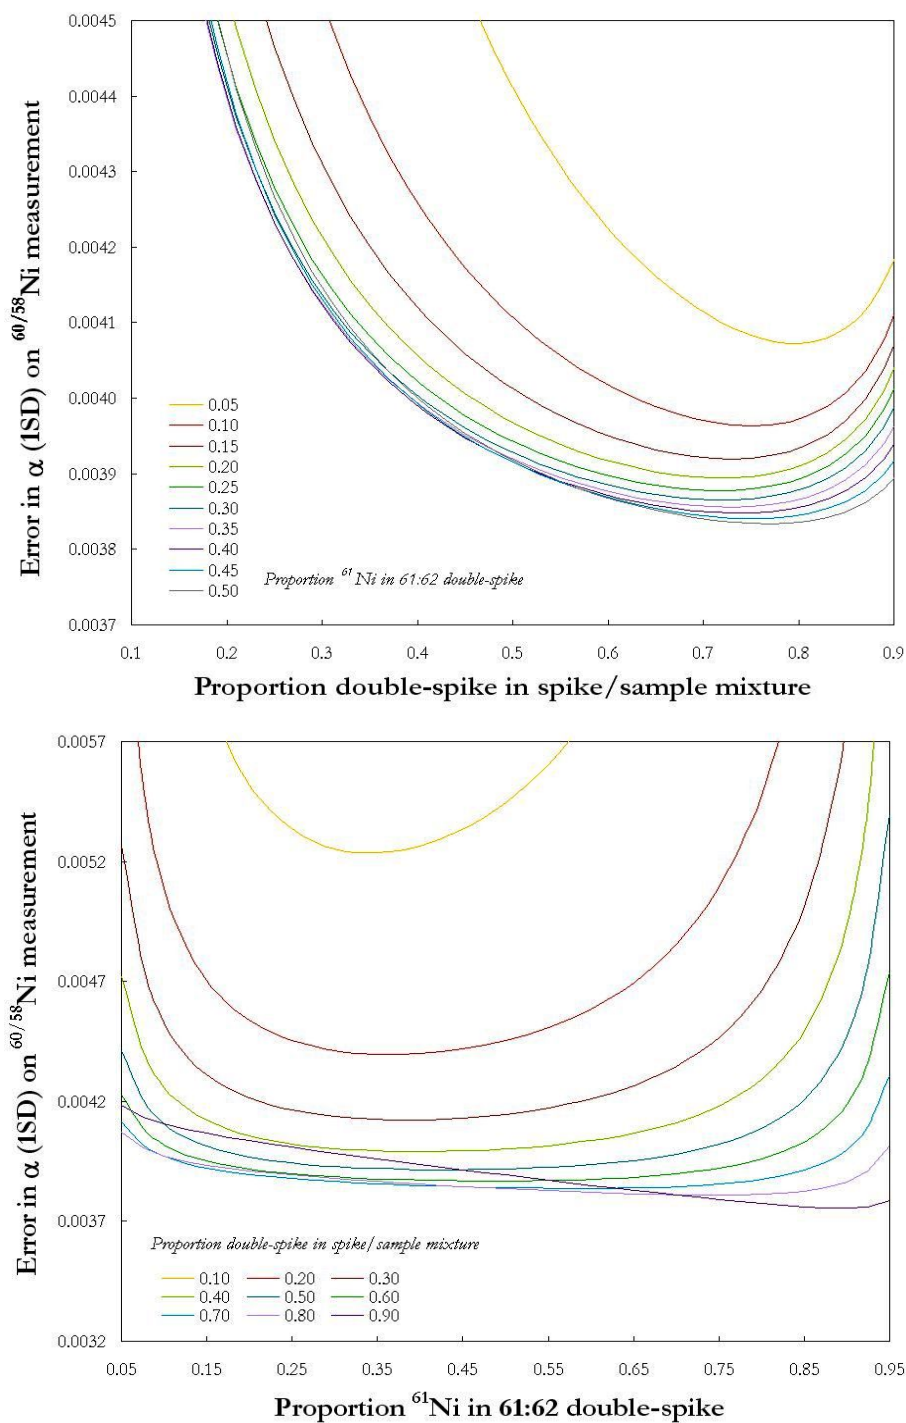 Error in α (1SD) on 60/58Ni measurement
0.0045
0.0044
0.0043
0.0042
0.0041
0.0040
0.0039
0.0038
0.0037
0.05
0.10
0.15
0.20
0.25
0.30
0.35
0.40
0.45
0.50
Proportion 61 Ni in 61:62 double-spike
0.1 0.2 0.3 0.4 0.5 0.6 0.7 0.8 0.9
Proportion double-spike in spike/sample mixture
Error in α (1SD) on 60/58Ni measurement
0.0057
0.0052
0.0047
0.0042
0.0037
0.0032
Proportion double-spike in spike/sample mixture
0.10 0.20 0.30
0.40 0.50 0.60
0.70 0.80 0.90
0.05 0.15 0.25 0.35 0.45 0.55 0.65 0.75 0.85 0.95
Proportion 61Ni in 61:62 double-spike